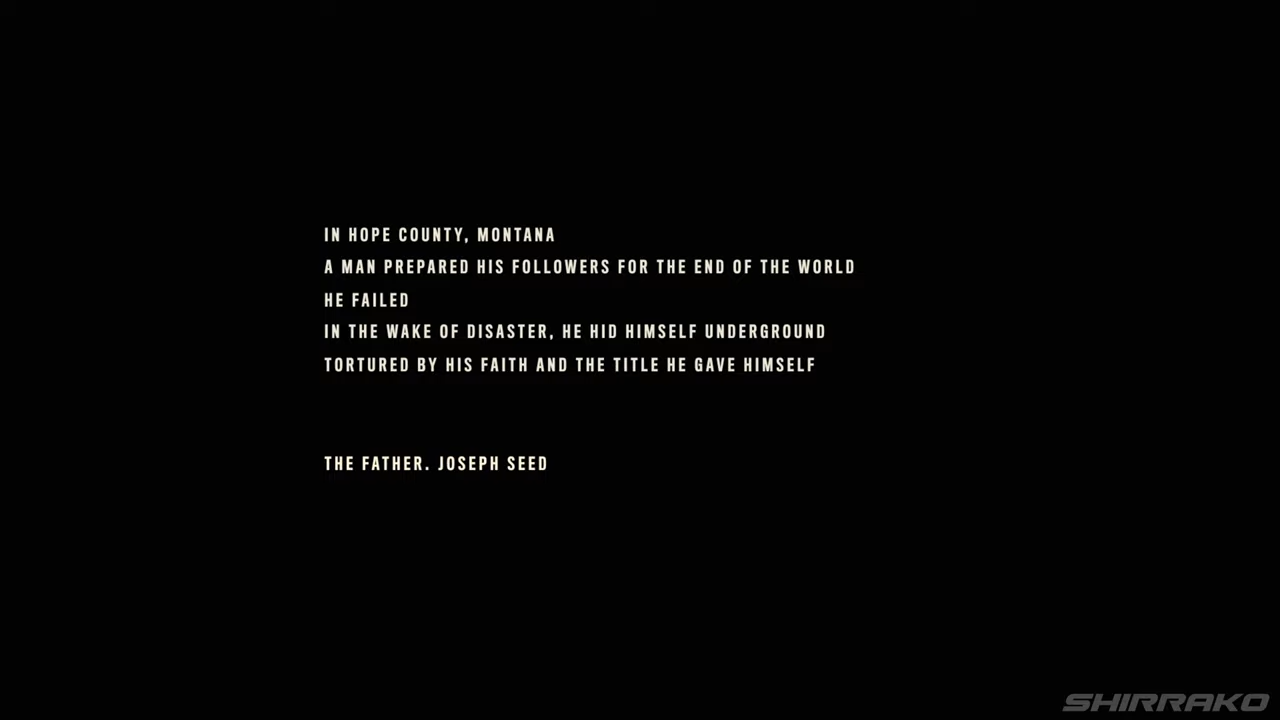 IN HOPE COUNTY, MONTANA
A MAN PREPARED HIS FOLLOWERS FOR THE END OF THE WORLD
HE FAILED
IN THE WAKE OF DISASTER, HE HID HIMSELF UNDERGROUND
TORTURED BY HIS FAITH AND THE TITLE HE GAVE HIMSELF
THE FATHER. JOSEPH SEED
SHIRRAKO